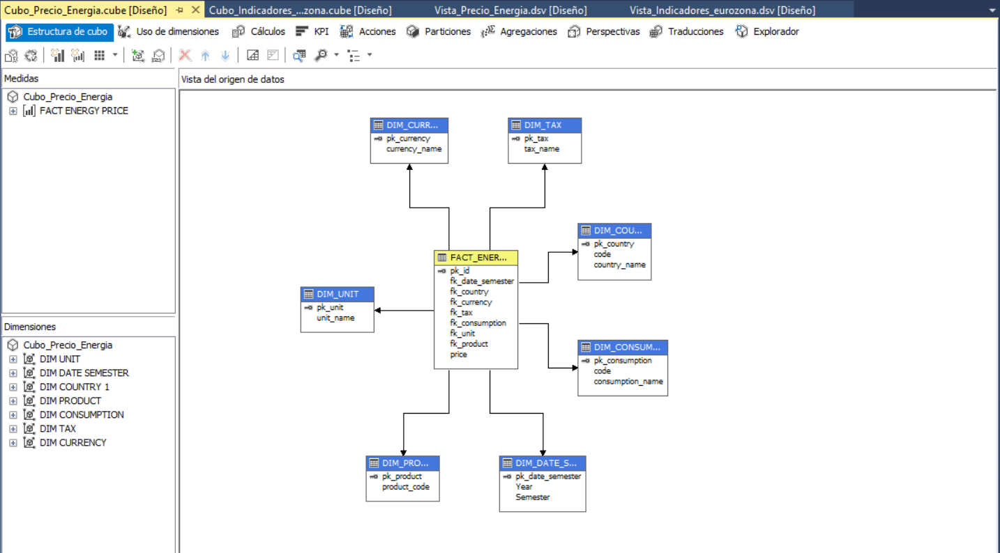 Cubo_Precio_Energia.cube [Diseño] Cubo_Indicadores_...zona.cube [Diseño] Vista_Precio_Energia.dsv [Diseño] Vista_Indicadores_eurozona.dsv [Diseño]
Estructura de cubo Uso de dimensiones Cálculos KPI Acciones Particiones Agregaciones Perspectivas Traducciones Explorador
Medidas
Cubo_Precio_Energia
FACT ENERGY PRICE
Dimensiones
Cubo_Precio_Energia
DIM UNIT
DIM DATE SEMESTER
DIM COUNTRY 1
DIM PRODUCT
DIM CONSUMPTION
DIM TAX
DIM CURRENCY
Vista del origen de datos
DIM_CURR...
pk_currency
currency_name
DIM_TAX
pk_tax
tax_name
DIM_COU...
pk_country
code
country_name
FACT_ENER...
pk_id
fk_date_semester
fk_country
fk_currency
fk_tax
fk_consumption
fk_unit
fk_product
price
DIM_UNIT
pk_unit
unit_name
DIM_CONSUM...
pk_consumption
code
consumption_name
DIM_PRO...
pk_product
product_code
DIM_DATE_S...
pk_date_semester
Year
Semester